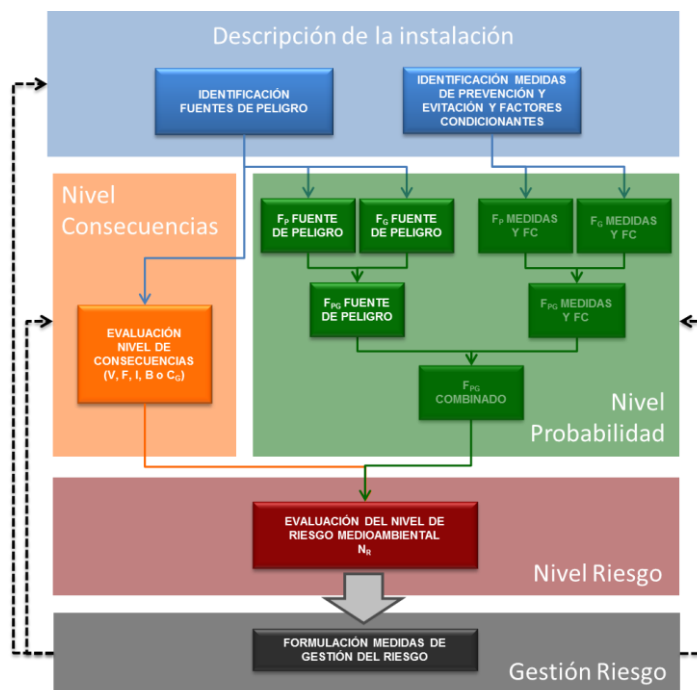 Descripción de la instalación
IDENTIFICACIÓN
FUENTES DE PELIGRO
IDENTIFICACIÓN MEDIDAS
DE PREVENCIÓN Y
EVITACIÓN Y FACTORES
CONDICIONANTES
Nivel
Consecuencias
FP FUENTE
DE PELIGRO
FG FUENTE
DE PELIGRO
FP MEDIDAS
Y FC
FG MEDIDAS
Y FC
FPG FUENTE
DE PELIGRO
FPG MEDIDAS
Y FC
EVALUACIÓN
NIVEL DE
CONSECUENCIAS
(V, F, I, B o CG)
FPG
COMBINADO
Nivel
Probabilidad
EVALUACIÓN DEL NIVEL DE
RIESGO MEDIOAMBIENTAL
NR
Nivel Riesgo
FORMULACIÓN MEDIDAS DE
GESTIÓN DEL RIESGO
Gestión Riesgo